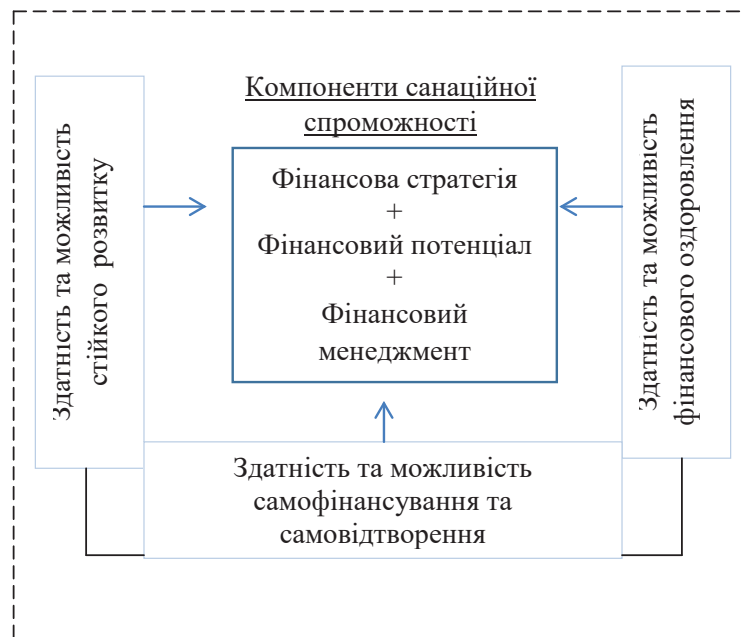 Компоненти санаційної
спроможності
Здатність та можливість
стійкого розвитку
Фінансова стратегія
+
Фінансовий потенціал
+
Фінансовий
менеджмент
Здатність та можливість
фінансового оздоровлення
Здатність та можливість
самофінансування та
самовідтворення